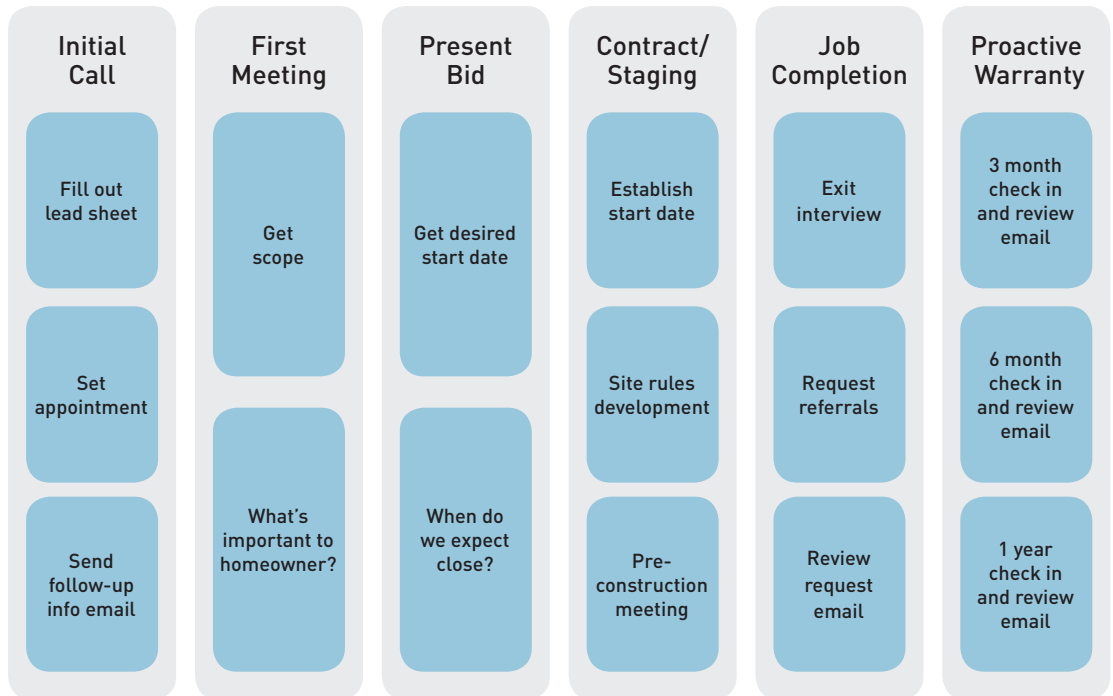 Initial
Call
Fill out
lead sheet
Set
appointment
Send
follow-up
info email
First
Meeting
Get
scope
What's
important to
homeowner?
Present
Bid
Get desired
start date
When do
we expect
close?
Contract/
Staging
Establish
start date
Site rules
development
Pre-
construction
meeting
Job
Completion
Exit
interview
Request
referrals
Review
request
email
Proactive
Warranty
3 month
check in
and review
email
6 month
check in
and review
email
1 year
check in
and review
email